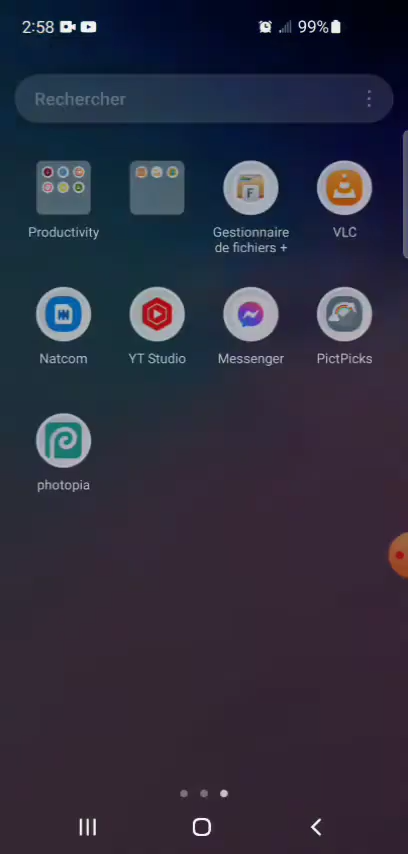 2:58
99%
Rechercher
Productivity
Gestionnaire
de fichiers +
VLC
Natcom
YT Studio
Messenger
PictPicks
photopia